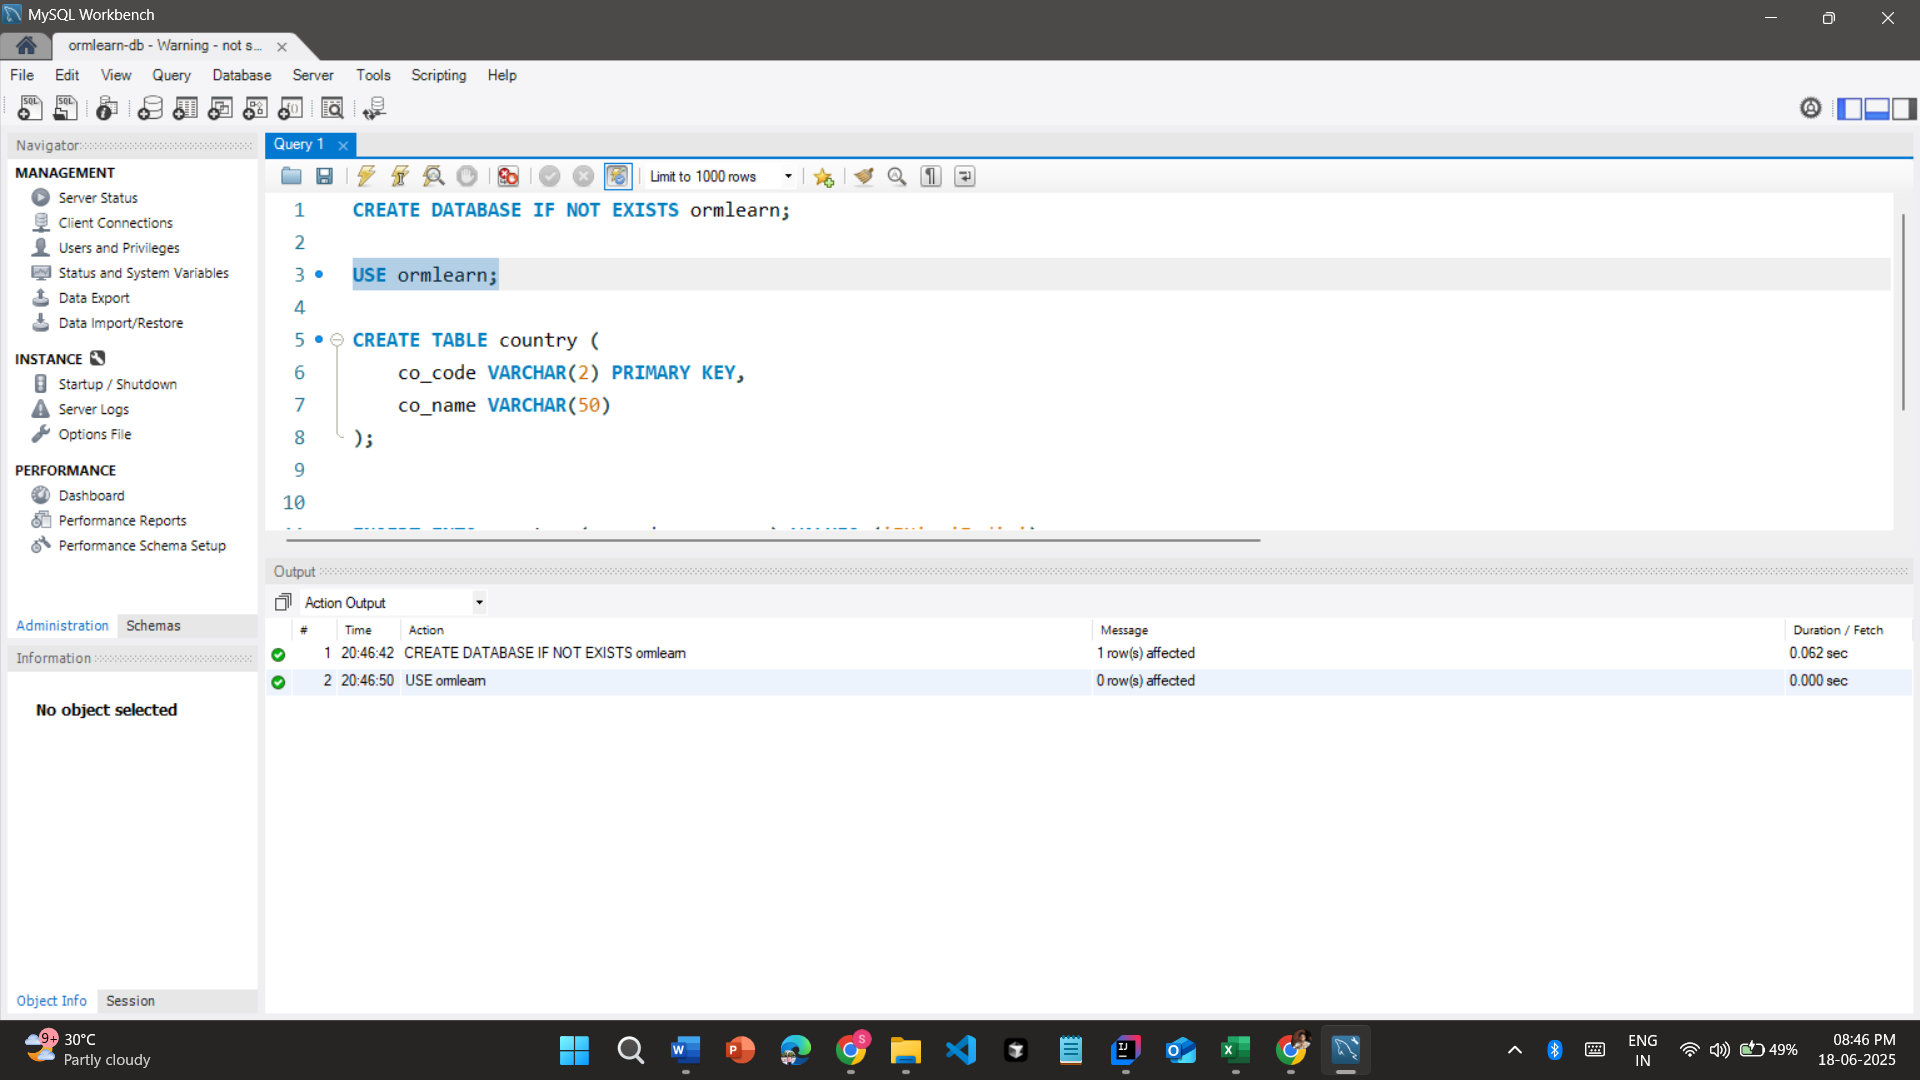 MySQL Workbench
ormlearn-db - Warning - not s...
File Edit View Query Database Server Tools Scripting Help
Navigator
MANAGEMENT
Server Status
Client Connections
Users and Privileges
Status and System Variables
Data Export
Data Import/Restore
INSTANCE
Startup / Shutdown
Server Logs
Options File
PERFORMANCE
Dashboard
Performance Reports
Performance Schema Setup
Administration Schemas
Information
No object selected
Object Info Session
Query 1
Limit to 1000 rows
1 CREATE DATABASE IF NOT EXISTS ormlearn;
2
3 USE ormlearn;
4
5 CREATE TABLE country (
6 co_code VARCHAR(2) PRIMARY KEY,
7 co_name VARCHAR(50)
8 );
9
10
Output
Action Output
# Time Action Message Duration / Fetch
1 20:46:42 CREATE DATABASE IF NOT EXISTS ormlearn 1 row(s) affected 0.062 sec
2 20:46:50 USE ormlearn 0 row(s) affected 0.000 sec
9+ 30°C
Partly cloudy
S
ENG
IN
49%
08:46 PM
18-06-2025